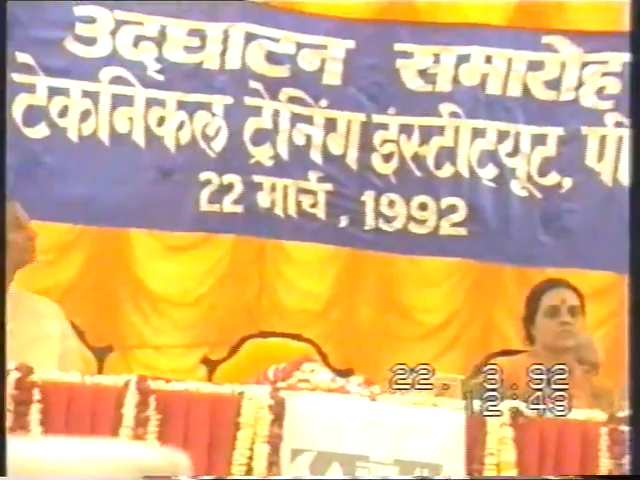 उद्घाटन समारोह
टेकनिकल ट्रेनिंग इंस्टीट्यूट,
22 मार्च, 1992
22. 3.92
12:43